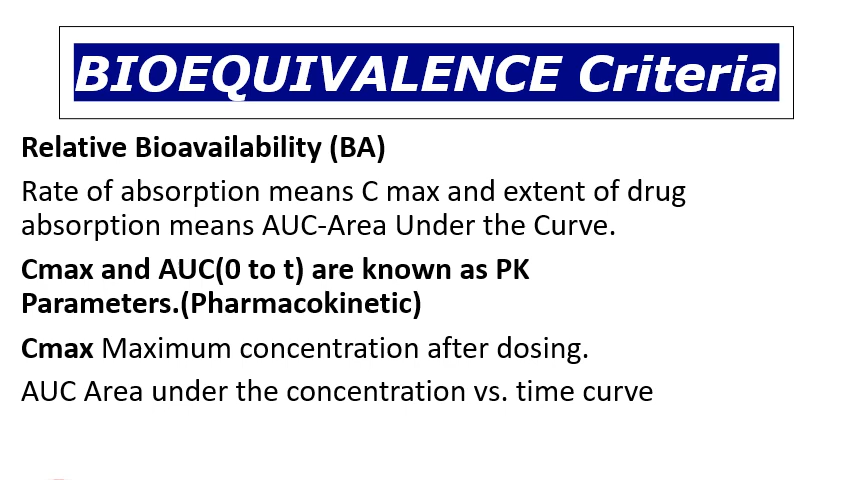 BIOEQUIVALENCE Criteria
Relative Bioavailability (BA)
Rate of absorption means C max and extent of drug
absorption means AUC-Area Under the Curve.
Cmax and AUC(0 to t) are known as PK
Parameters.(Pharmacokinetic)
Cmax Maximum concentration after dosing.
AUC Area under the concentration vs. time curve